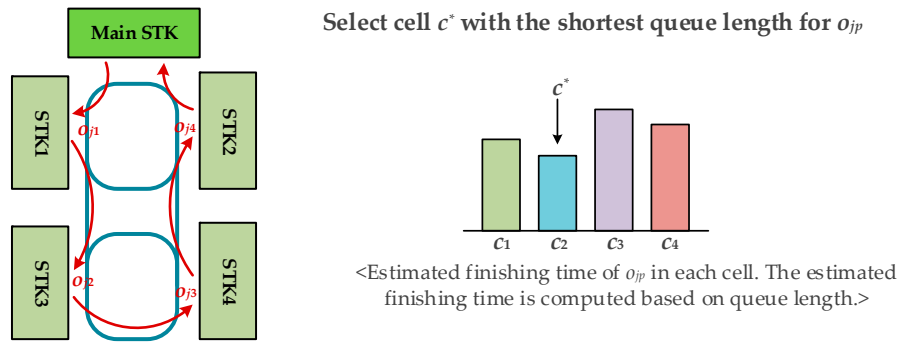 Main STK
STK1
STK2
STK3
STK4
oj1
oj4
oj2
oj3
Select cell c* with the shortest queue length for ojp
c*
c1 c2 c3 c4
<Estimated finishing time of ojp in each cell. The estimated
finishing time is computed based on queue length.>